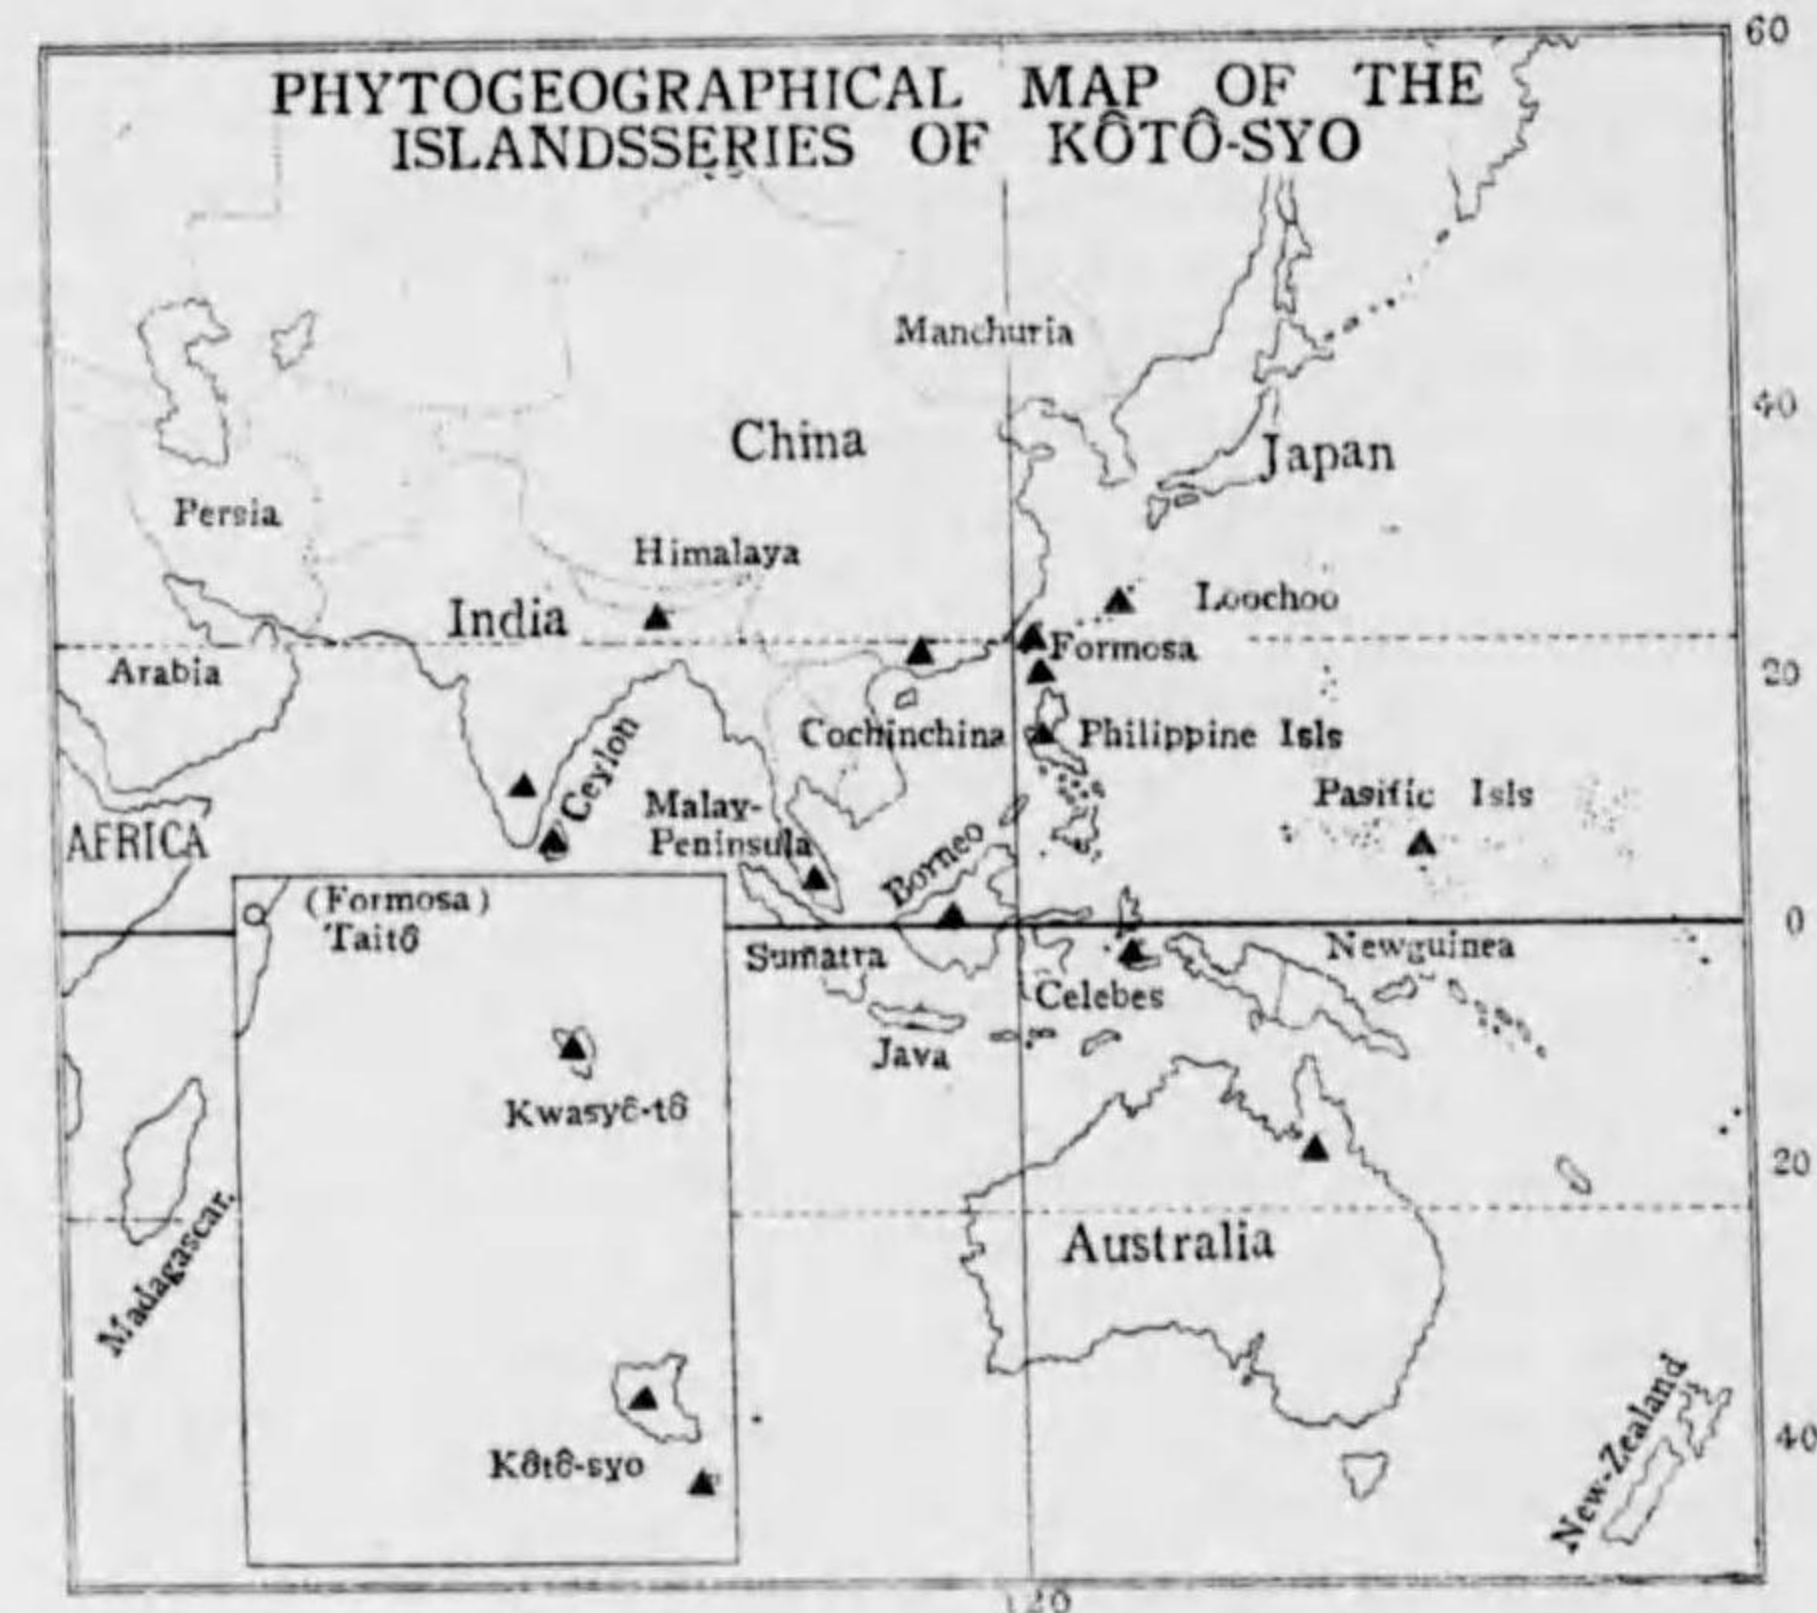 60
PHYTOGEOGRAPHICAL MAP OF THE
ISLANDSSERIES OF KÔTÔ-SYO
Manchuria
40
China
Japan
Persia
Himalaya
Loochoo
India
Formosa
Arabia
20
Cochinchina
Philippine Isls
Ceylon
Pasific Isls
Malay-
Peninsula
AFRICA
Borneo
(Formosa)
Taitô
0
Sumatra
Newguinea
Celebes
Java
Kwasyô-tô
20
Madagascar.
Australia
New-Zealand
40
Kôtô-syo
120